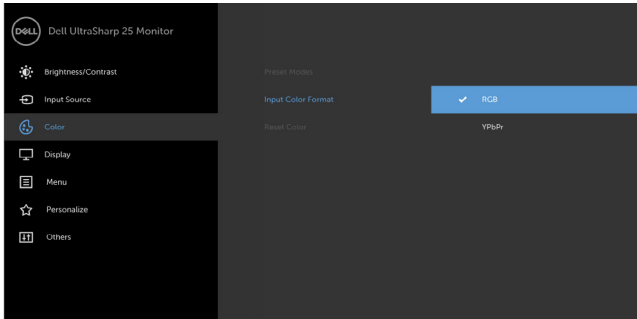 DELL Dell UltraSharp 25 Monitor
Brightness/Contrast
Input Source
Color
Display
Menu
Personalize
Others
Preset Modes
Input Color Format
Reset Color
RGB
YPbPr